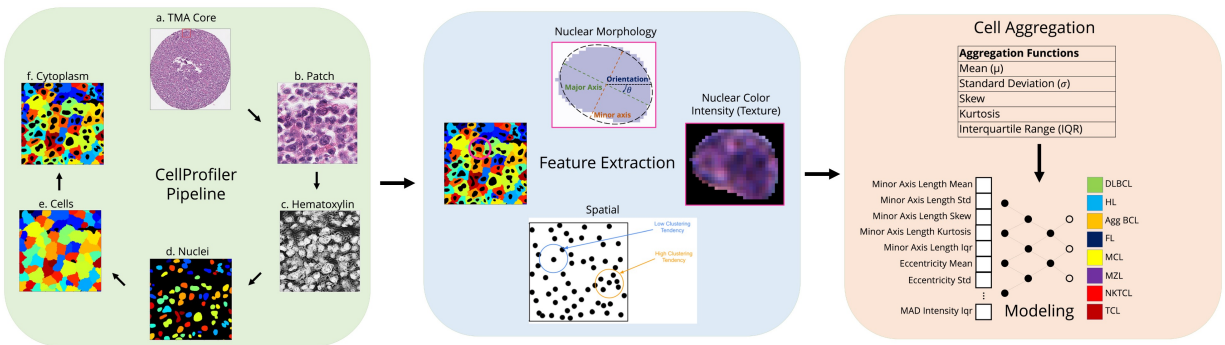 a. TMA Core
f. Cytoplasm
b. Patch
CellProfiler
Pipeline
e. Cells
c. Hematoxylin
d. Nuclei
Nuclear Morphology
Orientation
Major Axis
θ
Minor axis
Nuclear Color
Intensity (Texture)
Feature Extraction
Spatial
Low Clustering
Tendency
High Clustering
Tendency
Cell Aggregation
Aggregation Functions
Mean (μ)
Standard Deviation (σ)
Skew
Kurtosis
Interquartile Range (IQR)
Minor Axis Length Mean
Minor Axis Length Std
Minor Axis Length Skew
Minor Axis Length Kurtosis
Minor Axis Length Iqr
Eccentricity Mean
Eccentricity Std
⋮
MAD Intensity Iqr
Modeling
DLBCL
HL
Agg BCL
FL
MCL
MZL
NKTCL
TCL